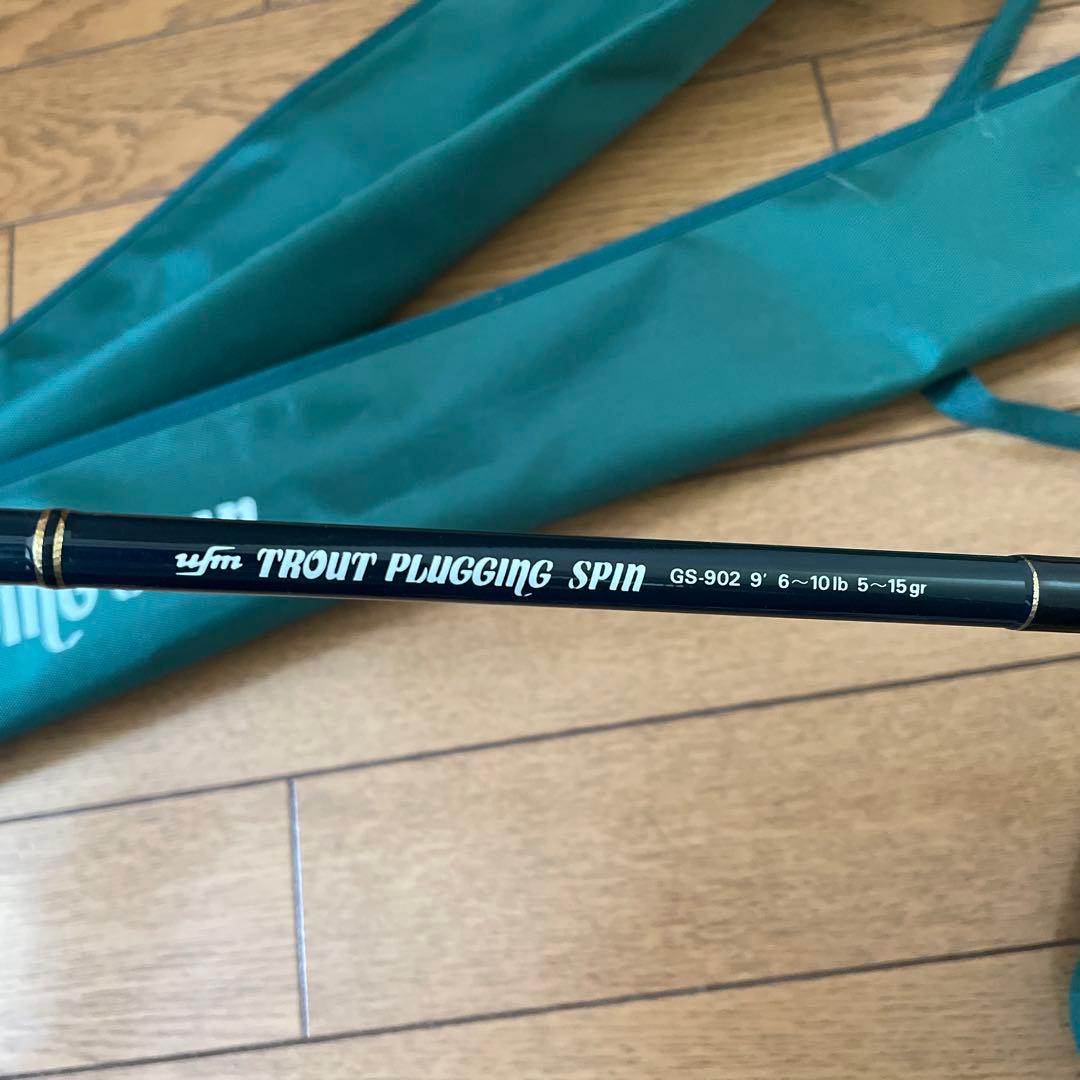 ufm TROUT PLUGGING SPIN GS-902 9' 6～10lb 5～15gr